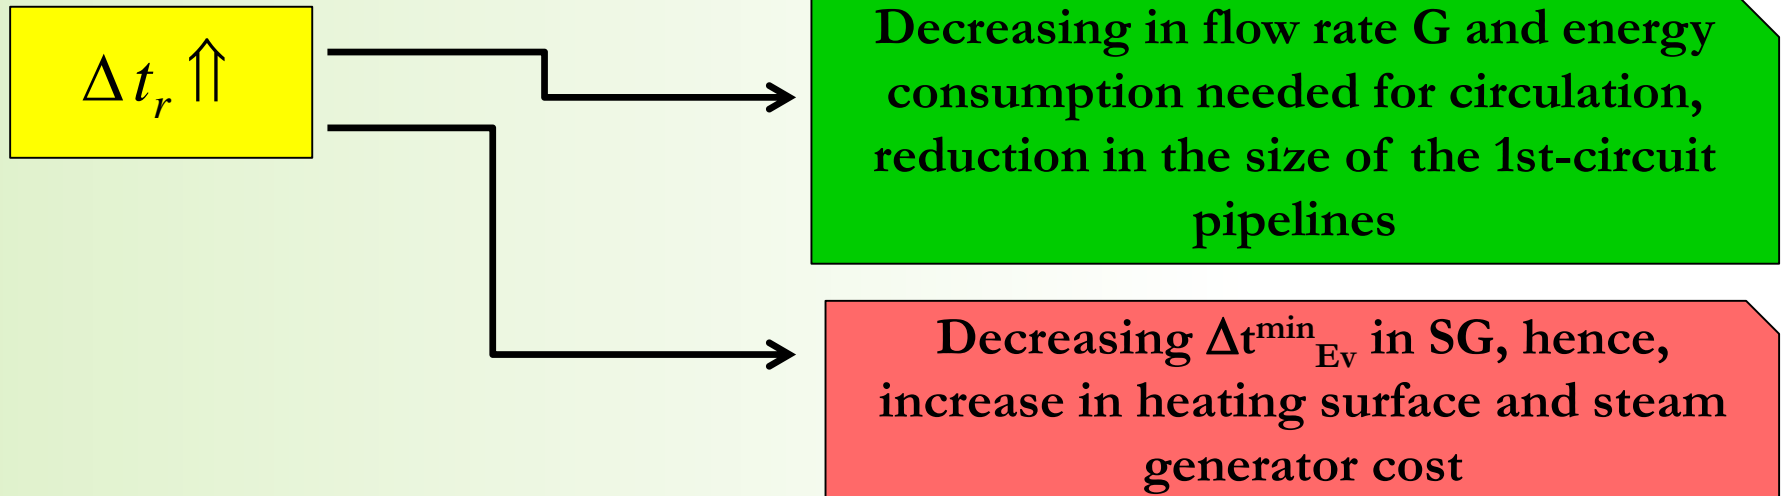 Δ t_r ⇑
Decreasing in flow rate G and energy
consumption needed for circulation,
reduction in the size of the 1st-circuit
pipelines
Decreasing Δt^min_Ev in SG, hence,
increase in heating surface and steam
generator cost